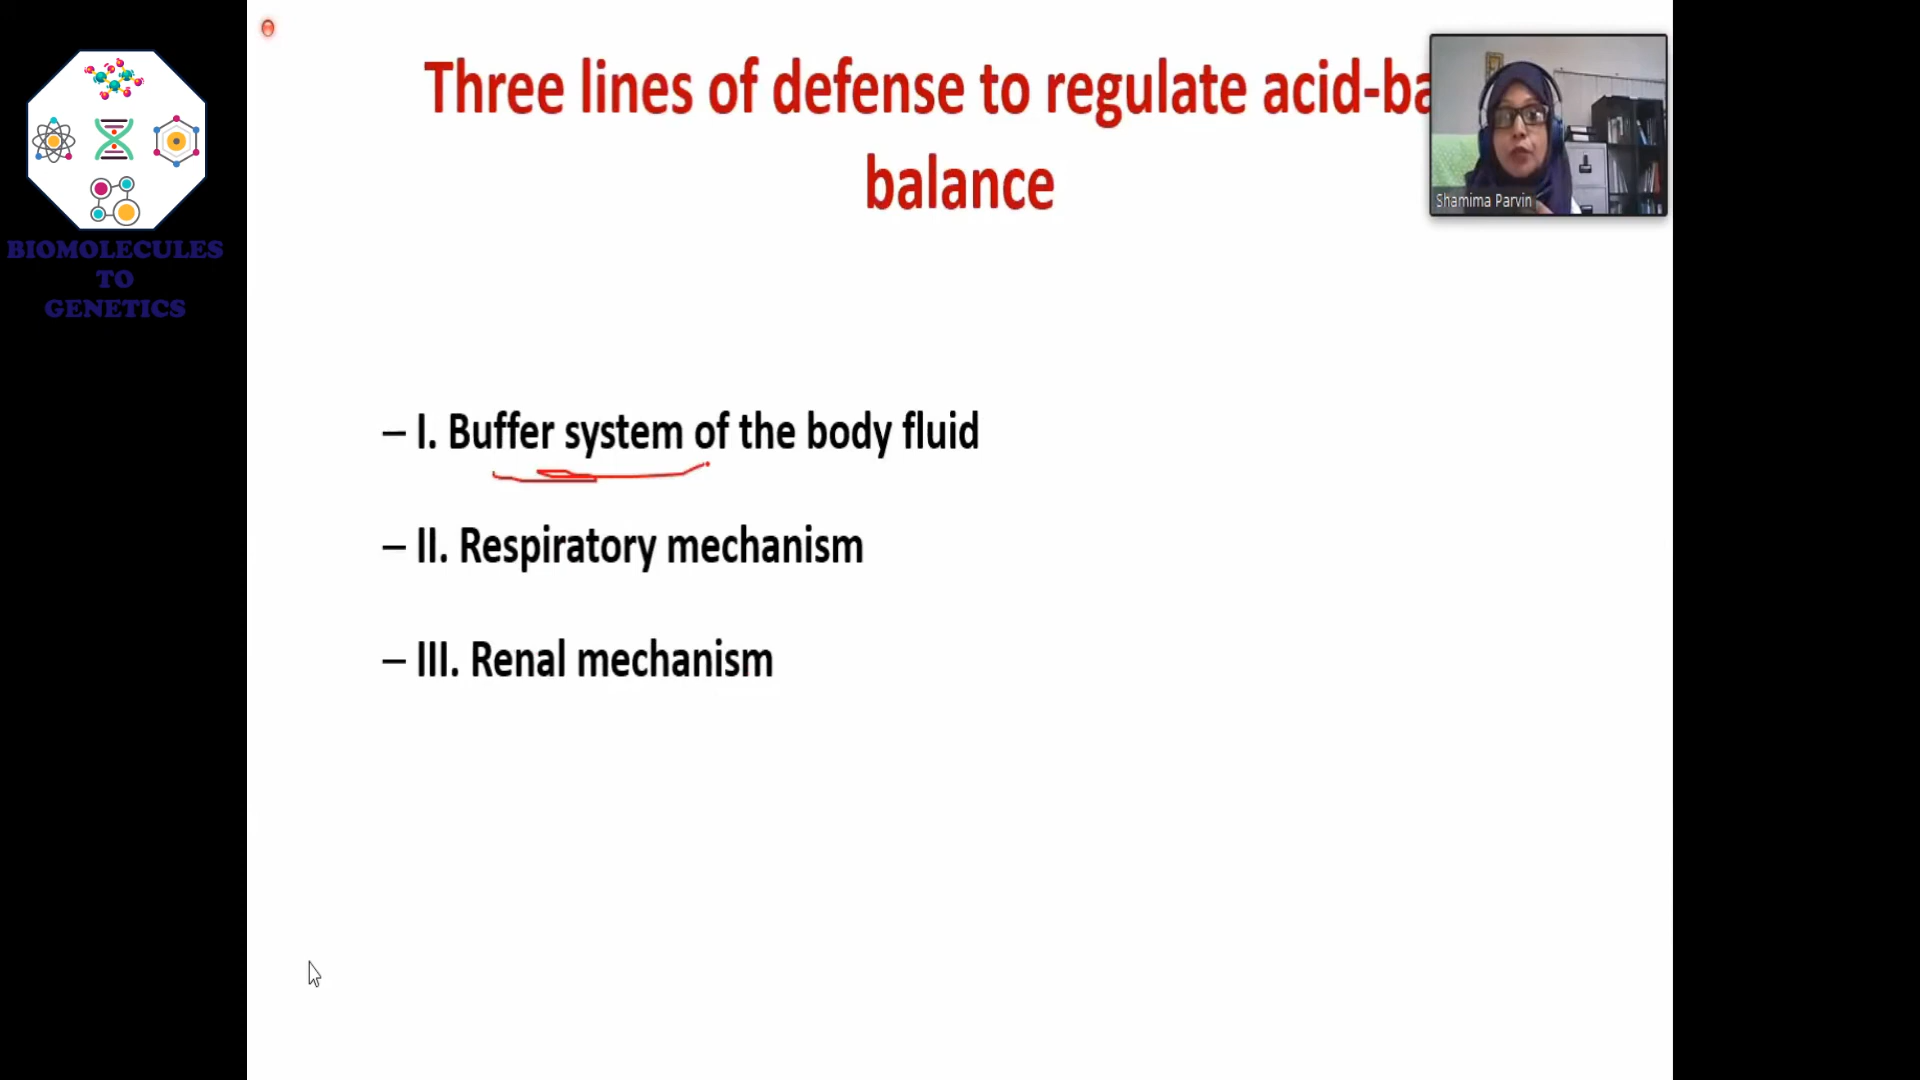 Three lines of defense to regulate acid-ba
balance
Shamima Parvin
BIOMOLECULES
TO
GENETICS
– I. Buffer system of the body fluid
– II. Respiratory mechanism
– III. Renal mechanism